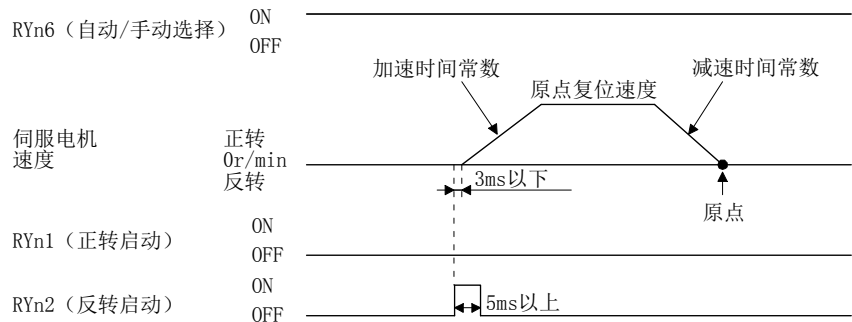 RYn6（自动/手动选择）
ON
OFF
加速时间常数
减速时间常数
原点复位速度
伺服电机
速度
正转
0r/min
反转
3ms以下
原点
RYn1（正转启动）
ON
OFF
RYn2（反转启动）
ON
OFF
5ms以上